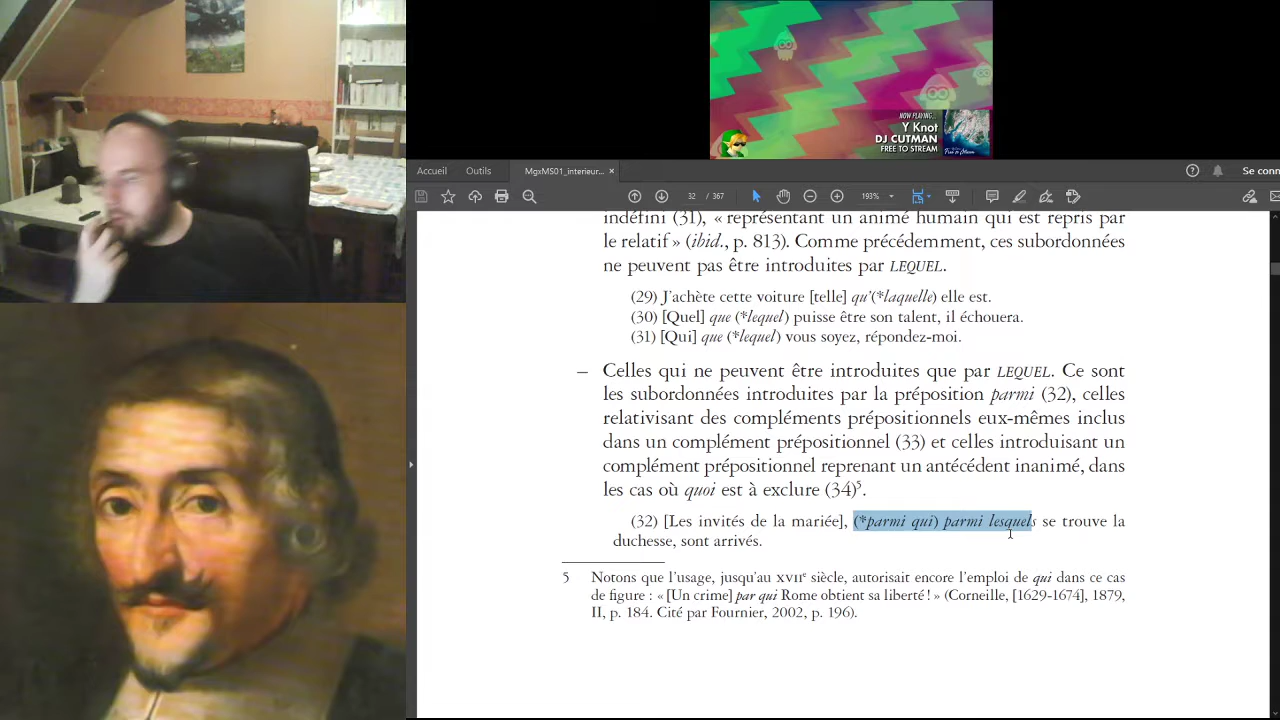 NOW PLAYING...
Y Knot
DJ CUTMAN
FREE TO STREAM
Accueil Outils MgxMS01_interieur... × Se conn
32 / 367 193%
indéfini (31), « représentant un animé humain qui est repris par
le relatif » (ibid., p. 813). Comme précédemment, ces subordonnées
ne peuvent pas être introduites par LEQUEL.
(29) J’achète cette voiture [telle] qu’(*laquelle) elle est.
(30) [Quel] que (*lequel) puisse être son talent, il échouera.
(31) [Qui] que (*lequel) vous soyez, répondez-moi.
– Celles qui ne peuvent être introduites que par LEQUEL. Ce sont
les subordonnées introduites par la préposition parmi (32), celles
relativisant des compléments prépositionnels eux-mêmes inclus
dans un complément prépositionnel (33) et celles introduisant un
complément prépositionnel reprenant un antécédent inanimé, dans
les cas où quoi est à exclure (34)⁵.
(32) [Les invités de la mariée], (*parmi qui) parmi lesquels se trouve la
duchesse, sont arrivés.
5 Notons que l’usage, jusqu’au XVIIᵉ siècle, autorisait encore l’emploi de qui dans ce cas
de figure : « [Un crime] par qui Rome obtient sa liberté ! » (Corneille, [1629-1674], 1879,
II, p. 184. Cité par Fournier, 2002, p. 196).